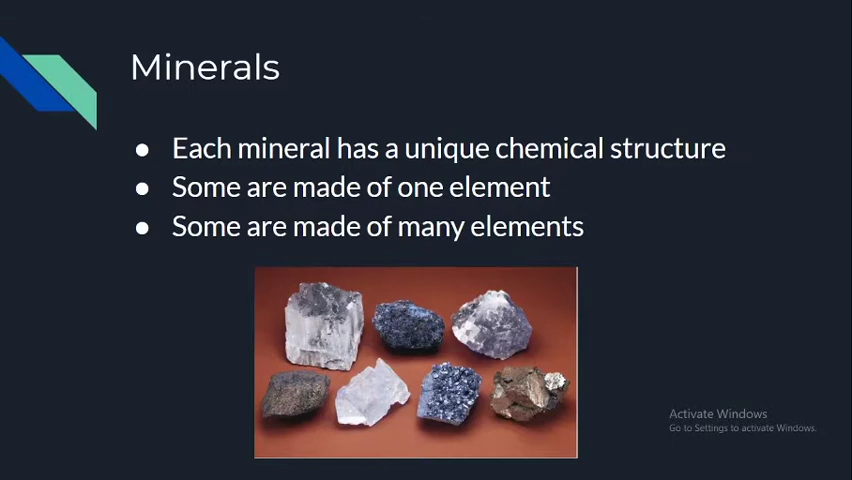 Minerals
● Each mineral has a unique chemical structure
● Some are made of one element
● Some are made of many elements
Activate Windows
Go to Settings to activate Windows.